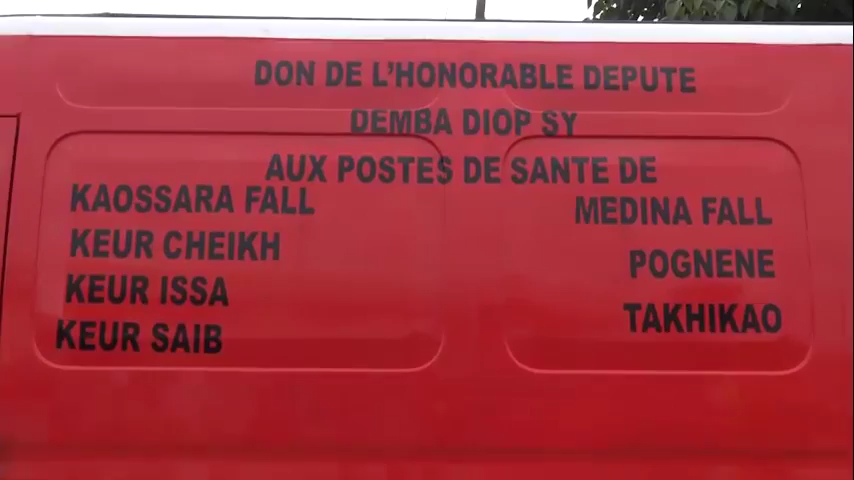 DON DE L'HONORABLE DEPUTE
DEMBA DIOP SY
AUX POSTES DE SANTE DE
KAOSSARA FALL
KEUR CHEIKH
KEUR ISSA
KEUR SAIB
MEDINA FALL
POGNENE
TAKHIKAO